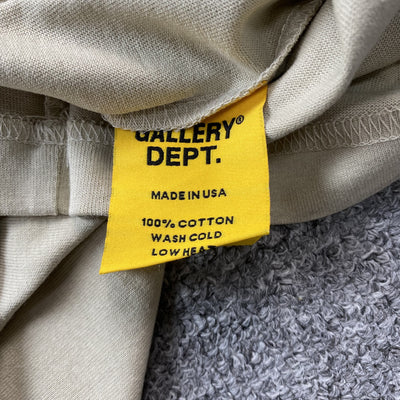 GALLERY®
DEPT.
MADE IN USA
100% COTTON
WASH COLD
LOW HEAT